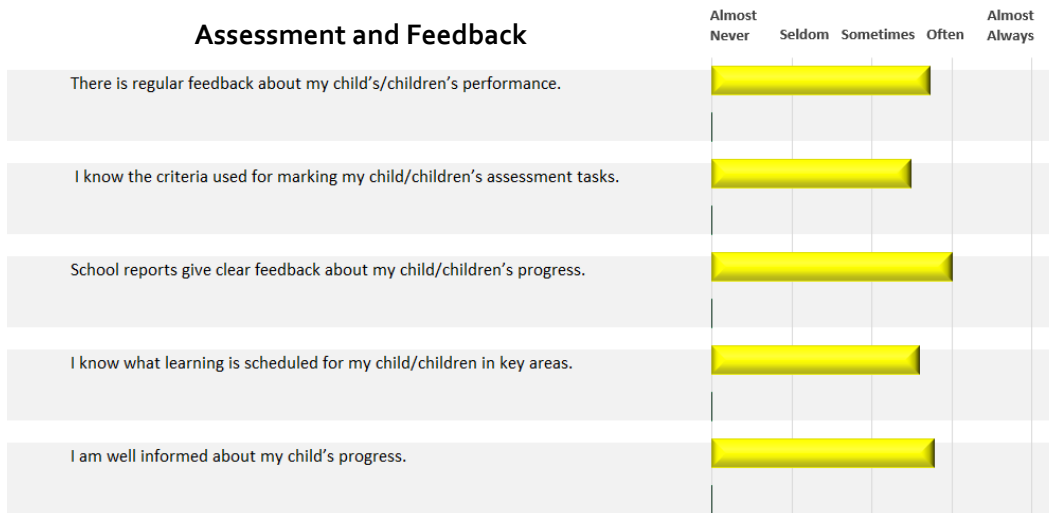 Assessment and Feedback
Almost
Never
Seldom
Sometimes
Often
Almost
Always
There is regular feedback about my child's/children's performance.
I know the criteria used for marking my child/children’s assessment tasks.
School reports give clear feedback about my child/children’s progress.
I know what learning is scheduled for my child/children in key areas.
I am well informed about my child’s progress.